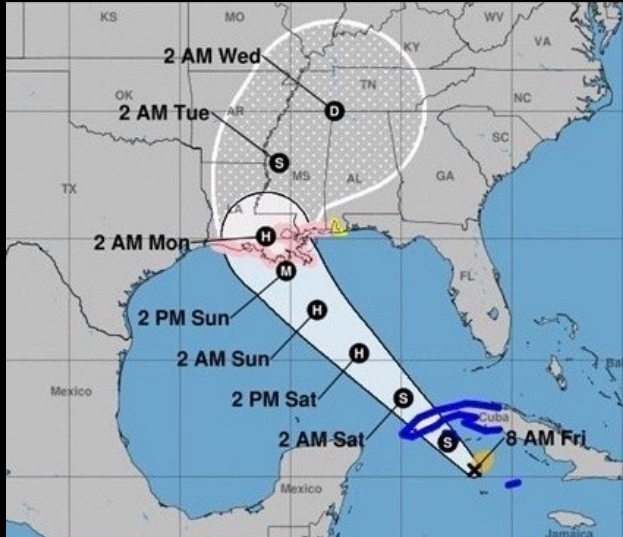 KS
MO
WV
KY
VA
2 AM Wed
OK
TN
NC
2 AM Tue
AR
SC
D
S
MS
AL
GA
TX
LA
H
2 AM Mon
M
FL
2 PM Sun
H
2 AM Sun
H
2 PM Sat
Mexico
S
Cuba
2 AM Sat
S
8 AM Fri
Mexico
Jamaica